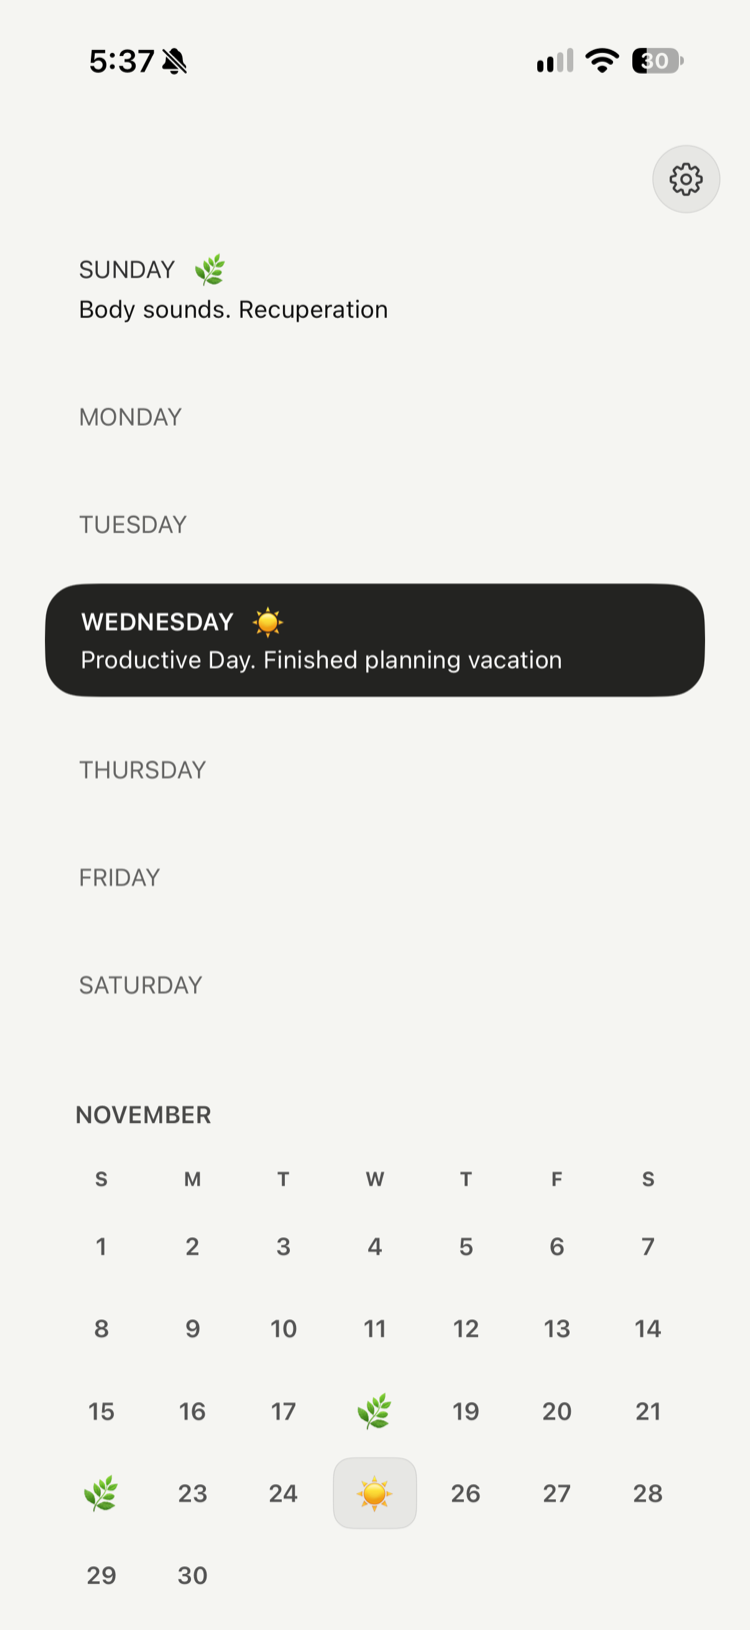 5:37
30
SUNDAY 🌿
Body sounds. Recuperation
MONDAY
TUESDAY
WEDNESDAY ☀️
Productive Day. Finished planning vacation
THURSDAY
FRIDAY
SATURDAY
NOVEMBER
S M T W T F S
1 2 3 4 5 6 7
8 9 10 11 12 13 14
15 16 17 🌿 19 20 21
🌿 23 24 ☀️ 26 27 28
29 30